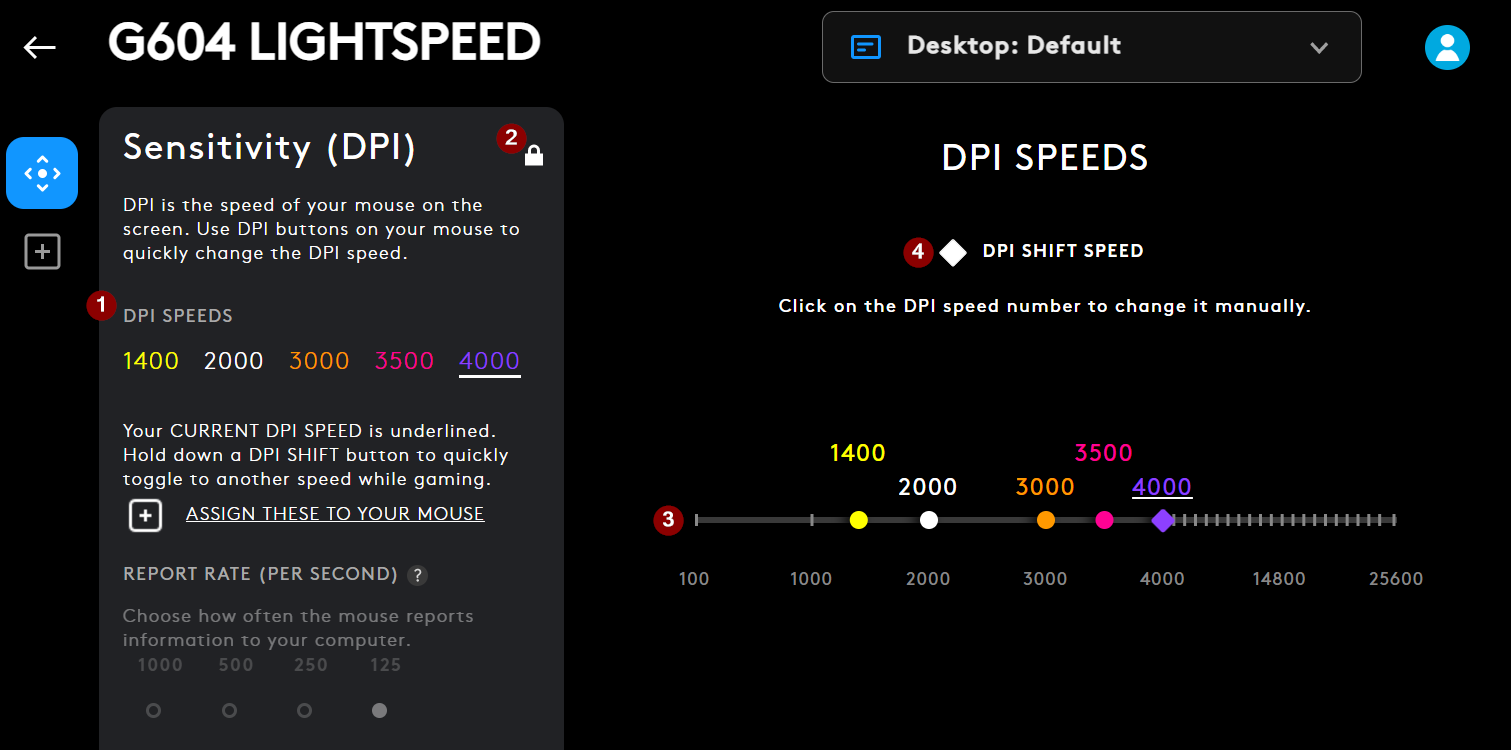 G604 LIGHTSPEED
Desktop: Default
Sensitivity (DPI)
2
DPI is the speed of your mouse on the
screen. Use DPI buttons on your mouse to
quickly change the DPI speed.
1
DPI SPEEDS
1400 2000 3000 3500 4000
Your CURRENT DPI SPEED is underlined.
Hold down a DPI SHIFT button to quickly
toggle to another speed while gaming.
ASSIGN THESE TO YOUR MOUSE
REPORT RATE (PER SECOND) ?
Choose how often the mouse reports
information to your computer.
1000 500 250 125
DPI SPEEDS
4 DPI SHIFT SPEED
Click on the DPI speed number to change it manually.
1400 3500
2000 3000 4000
3
100 1000 2000 3000 4000 14800 25600